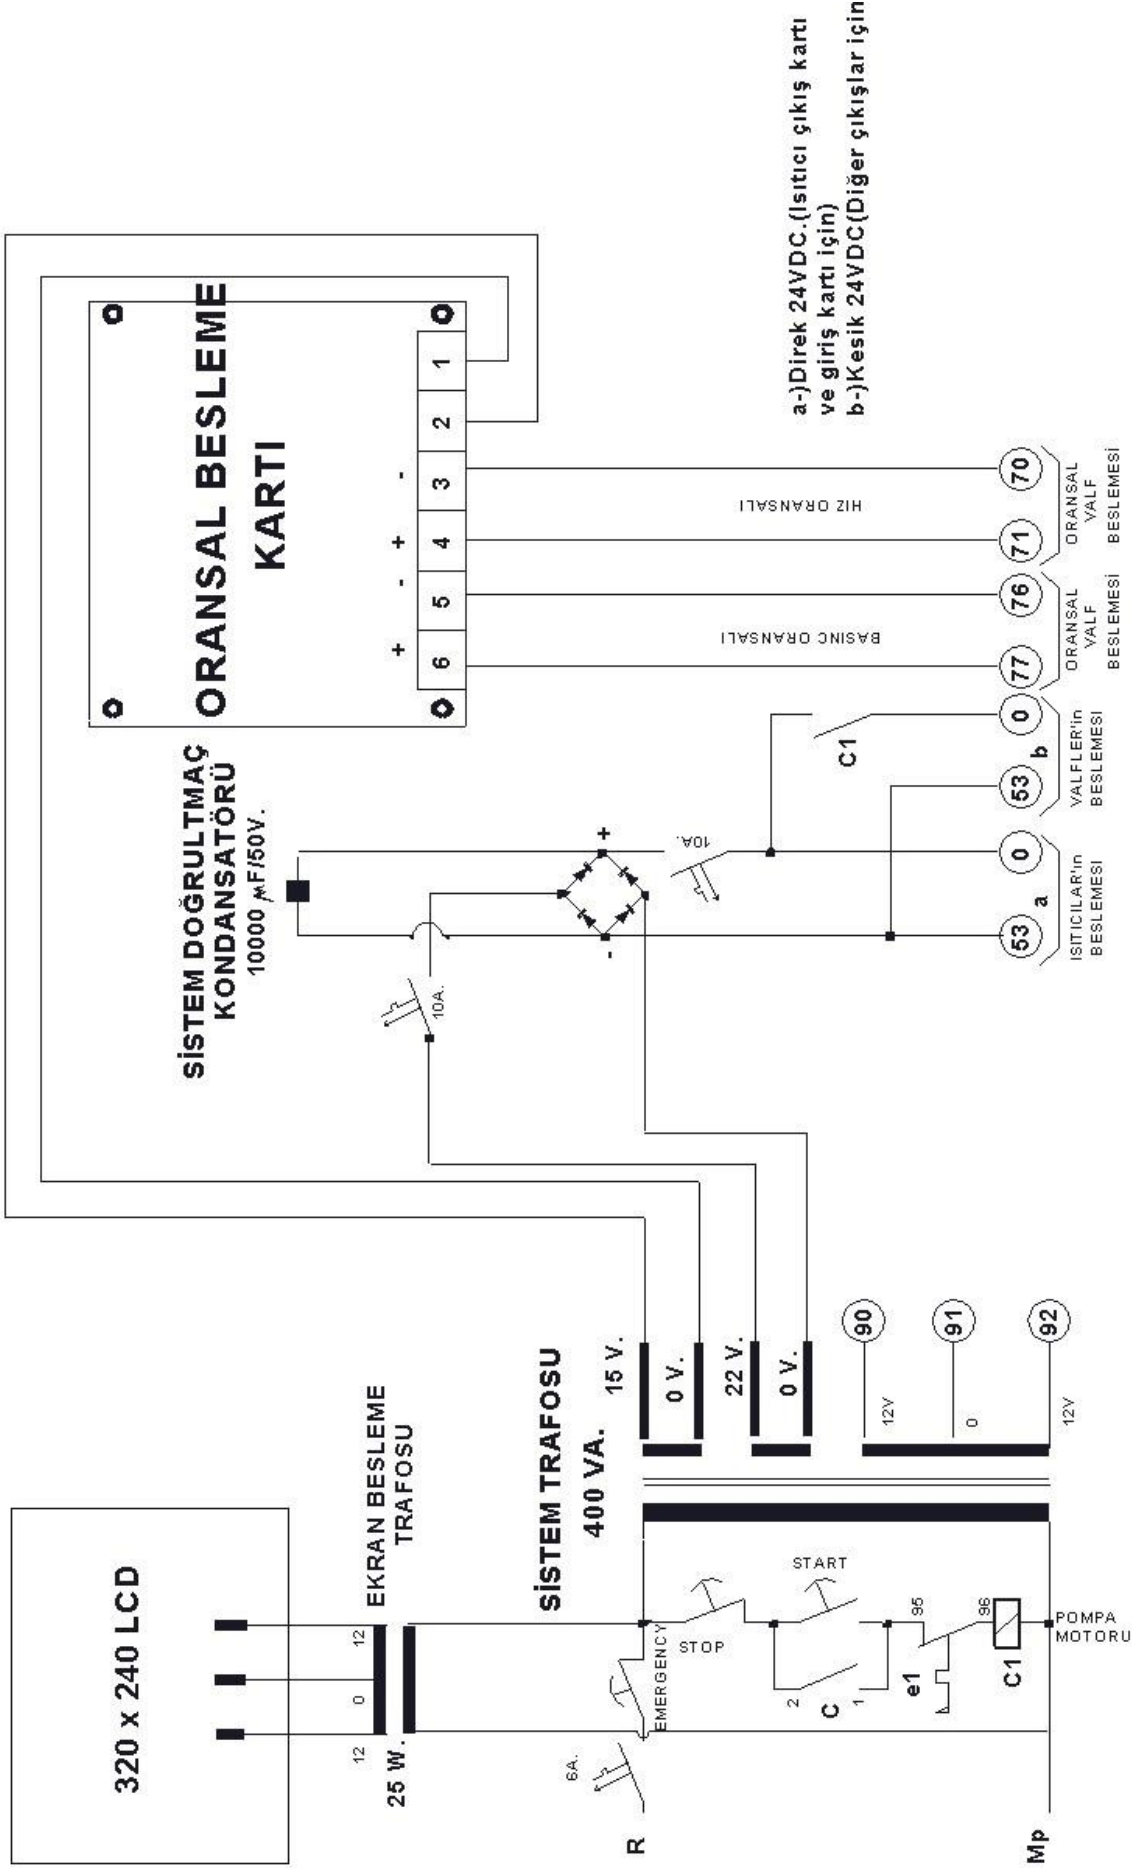 320 x 240 LCD
12
0
12
EKRAN BESLEME
TRAFOSU
25 W.
SİSTEM TRAFOSU
400 VA.
15 V.
0 V.
22 V.
0 V.
90
91
92
12V
0
12V
R
6A.
EMERGENCY
STOP
START
2
C
1
e1
95
96
C1
POMPA
MOTORU
Mp
SİSTEM DOĞRULTMAÇ
KONDANSATÖRÜ
10000 µF/50V.
10A.
+
-
10A.
C1
ORANSAL BESLEME
KARTI
+
-
+
-
6
5
4
3
2
1
BASINC ORANSALI
HIZ ORANSALI
53
a
0
53
b
0
77
76
71
70
ISITICILAR'ın
BESLEMESI
VALFLER'in
BESLEMESI
ORANSAL
VALF
BESLEMESİ
ORANSAL
VALF
BESLEMESİ
a-)Direk 24VDC.(Isıtıcı çıkış kartı
ve giriş kartı için)
b-)Kesik 24VDC(Diğer çıkışlar için